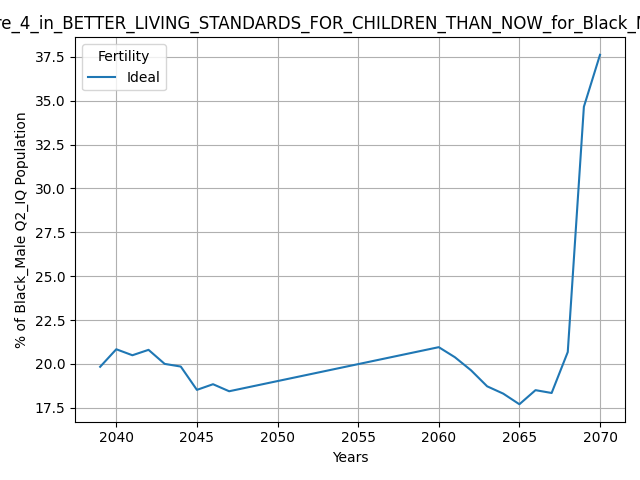 re_4_in_BETTER_LIVING_STANDARDS_FOR_CHILDREN_THAN_NOW_for_Black_M
Fertility
Ideal
% of Black_Male Q2_IQ Population
37.5
35.0
32.5
30.0
27.5
25.0
22.5
20.0
17.5
2040 2045 2050 2055 2060 2065 2070
Years